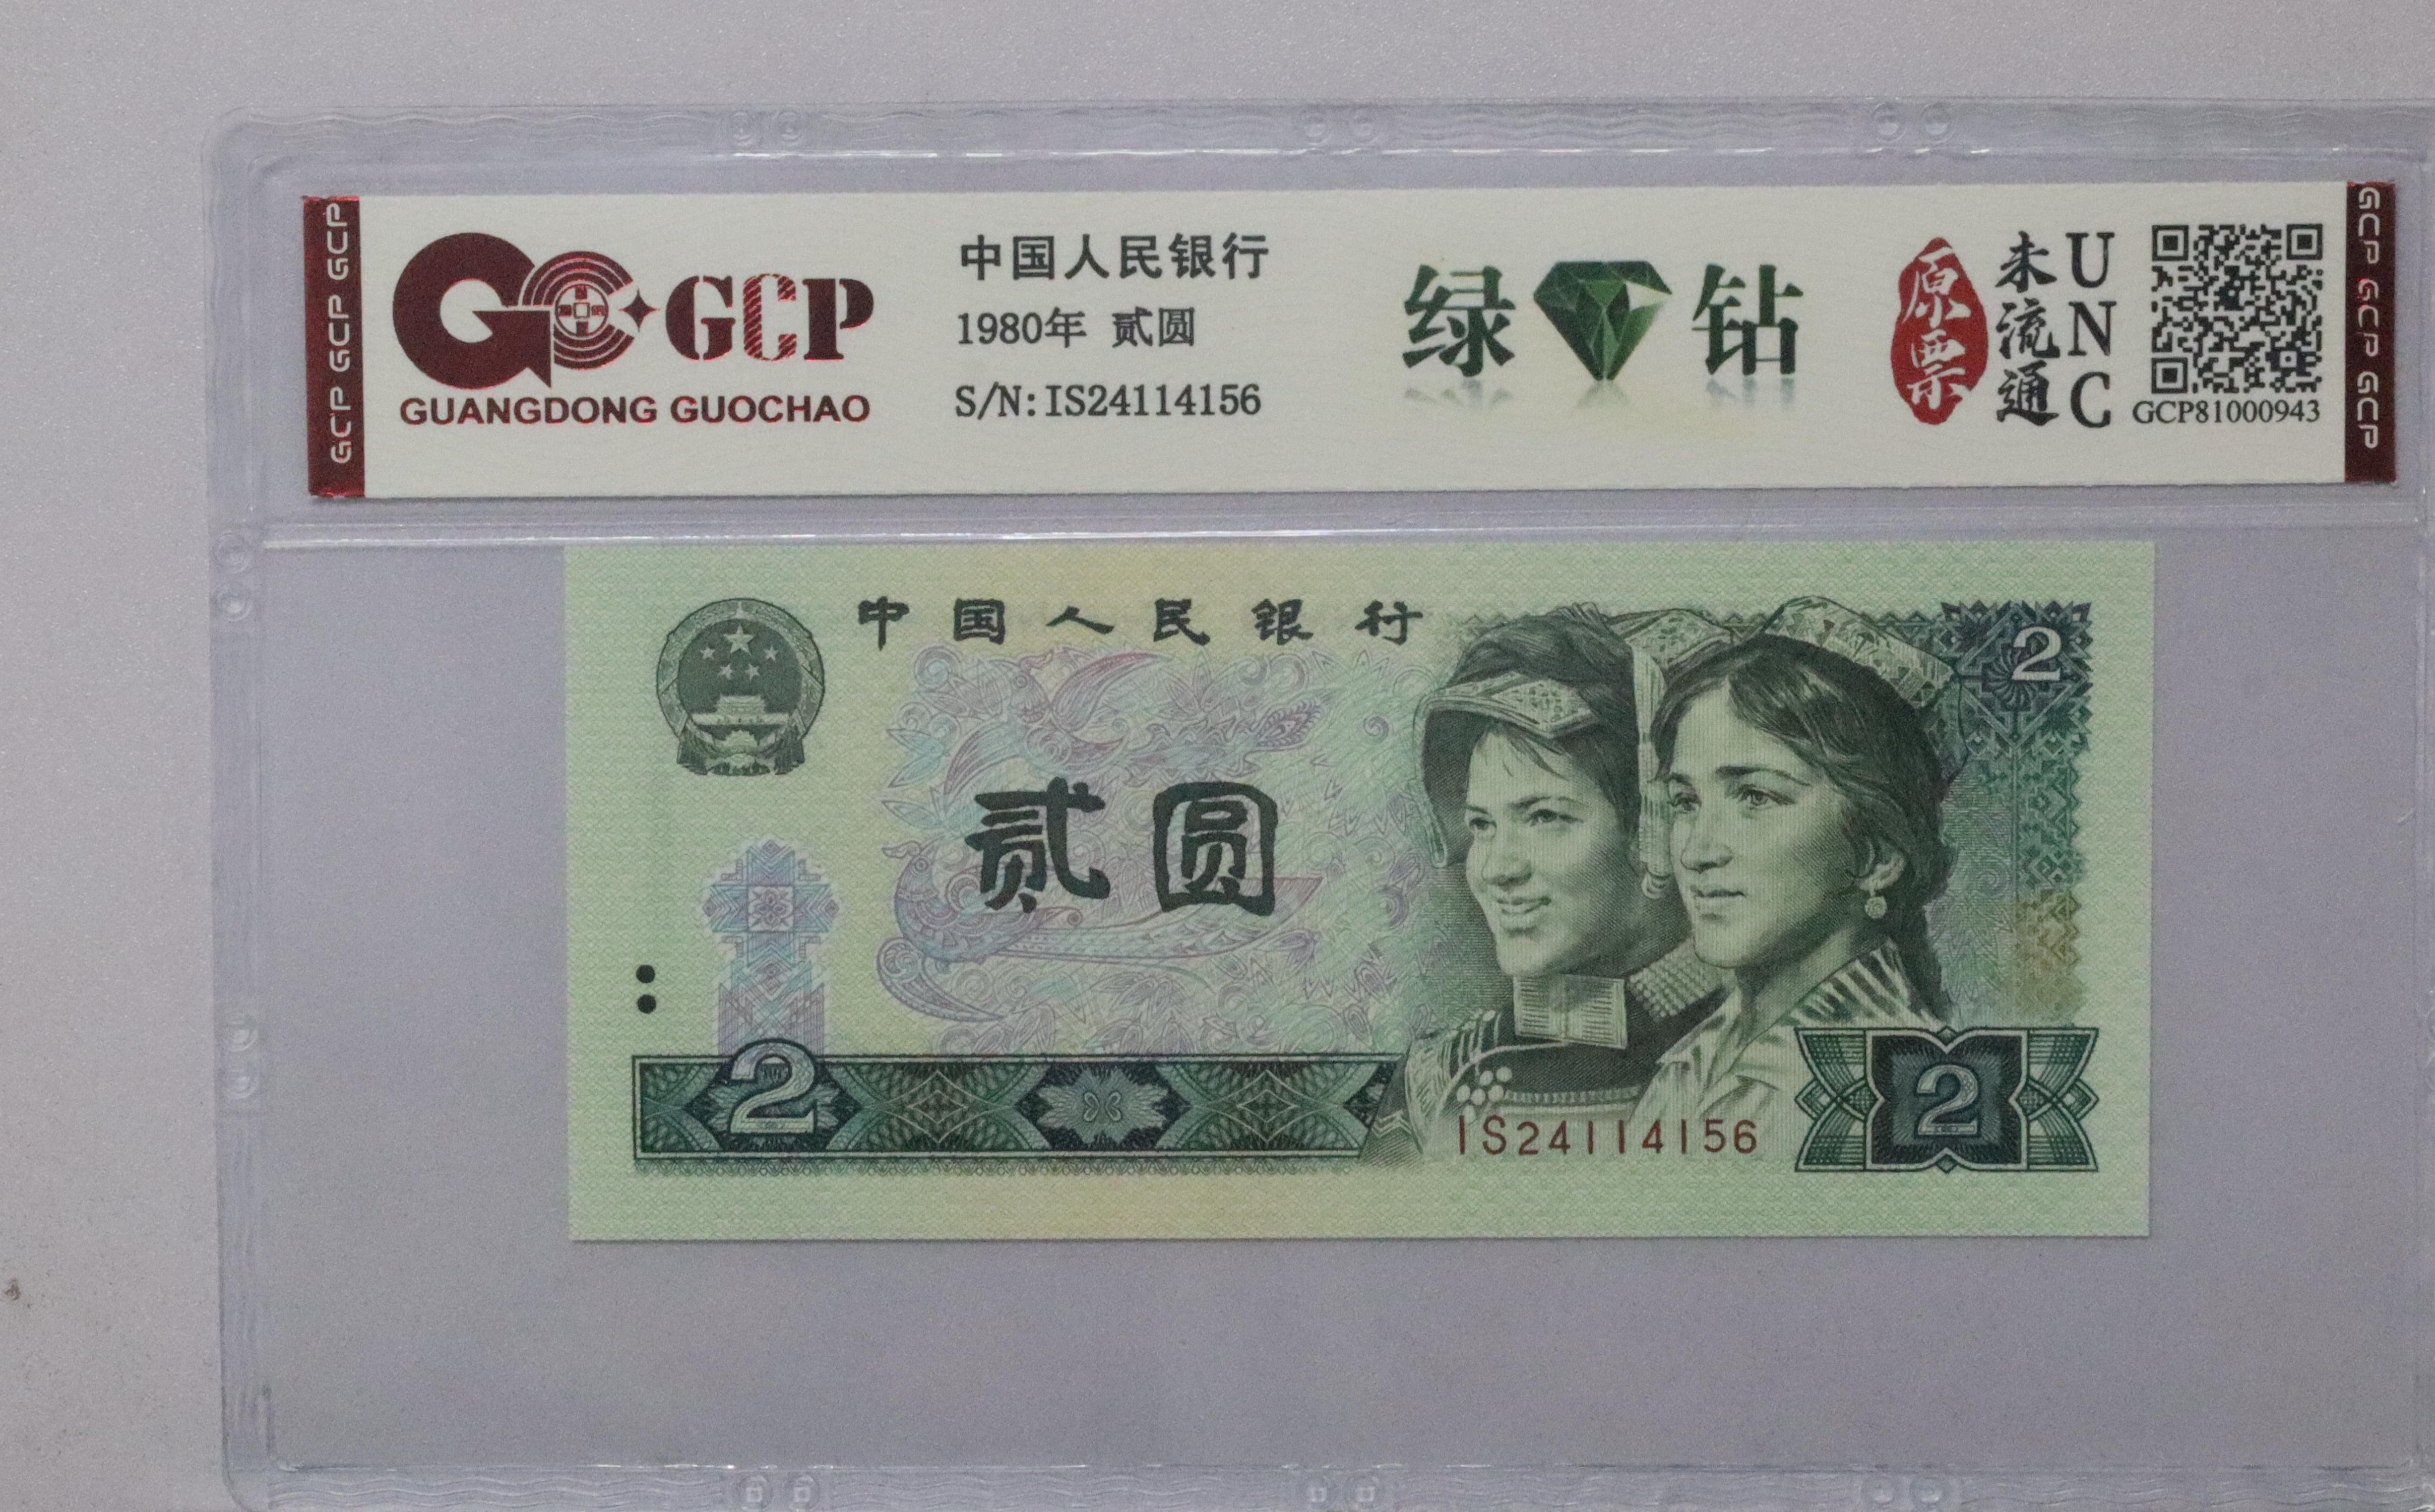 GCP GCP GCP
GCP
GUANGDONG GUOCHAO
中国人民银行
1980年 贰圆
S/N: IS24114156
绿 钻
原票
未流通
UNC
GCP81000943
GCP GCP GCP
中国人民银行
2
贰圆
2
IS24114156
2